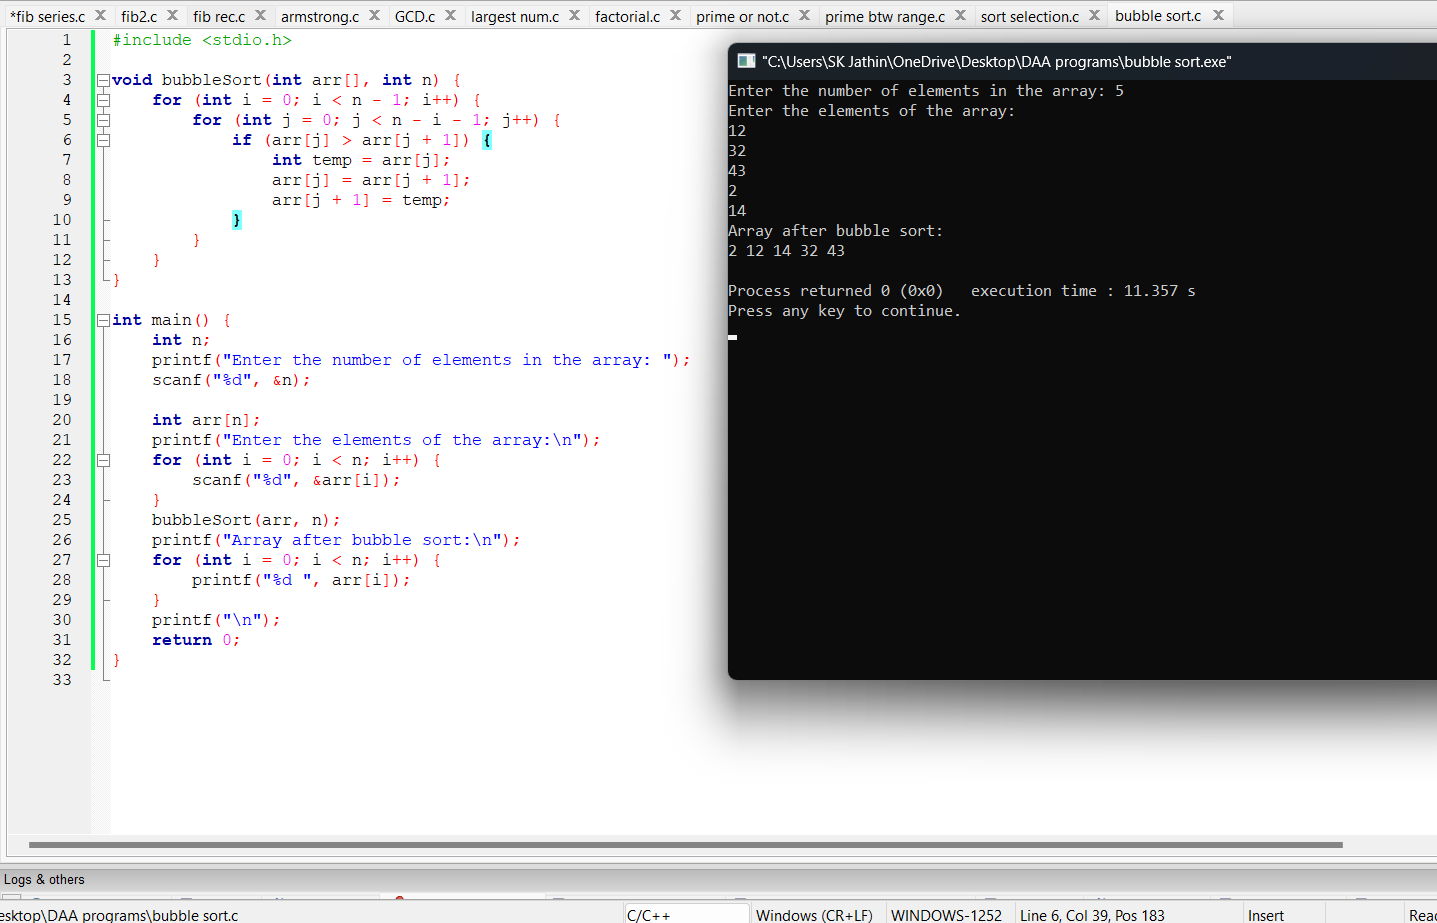 *fib series.c X fib2.c X fib rec.c X armstrong.c X GCD.c X largest num.c X factorial.c X prime or not.c X prime btw range.c X sort selection.c X bubble sort.c X
1 #include <stdio.h>
2
3 void bubbleSort(int arr[], int n) {
4     for (int i = 0; i < n - 1; i++) {
5         for (int j = 0; j < n - i - 1; j++) {
6             if (arr[j] > arr[j + 1]) {
7                 int temp = arr[j];
8                 arr[j] = arr[j + 1];
9                 arr[j + 1] = temp;
10             }
11         }
12     }
13 }
14
15 int main() {
16     int n;
17     printf("Enter the number of elements in the array: ");
18     scanf("%d", &n);
19
20     int arr[n];
21     printf("Enter the elements of the array:\n");
22     for (int i = 0; i < n; i++) {
23         scanf("%d", &arr[i]);
24     }
25     bubbleSort(arr, n);
26     printf("Array after bubble sort:\n");
27     for (int i = 0; i < n; i++) {
28         printf("%d ", arr[i]);
29     }
30     printf("\n");
31     return 0;
32 }
33
"C:\Users\SK Jathin\OneDrive\Desktop\DAA programs\bubble sort.exe"
Enter the number of elements in the array: 5
Enter the elements of the array:
12
32
43
2
14
Array after bubble sort:
2 12 14 32 43
Process returned 0 (0x0)   execution time : 11.357 s
Press any key to continue.
Logs & others
esktop\DAA programs\bubble sort.c C/C++ Windows (CR+LF) WINDOWS-1252 Line 6, Col 39, Pos 183 Insert Read